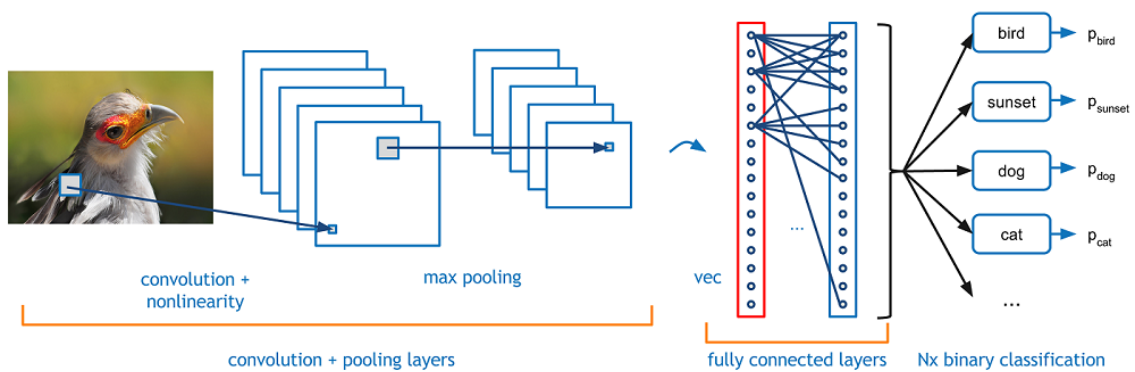 bird
p_bird
sunset
p_sunset
dog
p_dog
cat
p_cat
...
...
convolution +
nonlinearity
max pooling
vec
convolution + pooling layers
fully connected layers
Nx binary classification